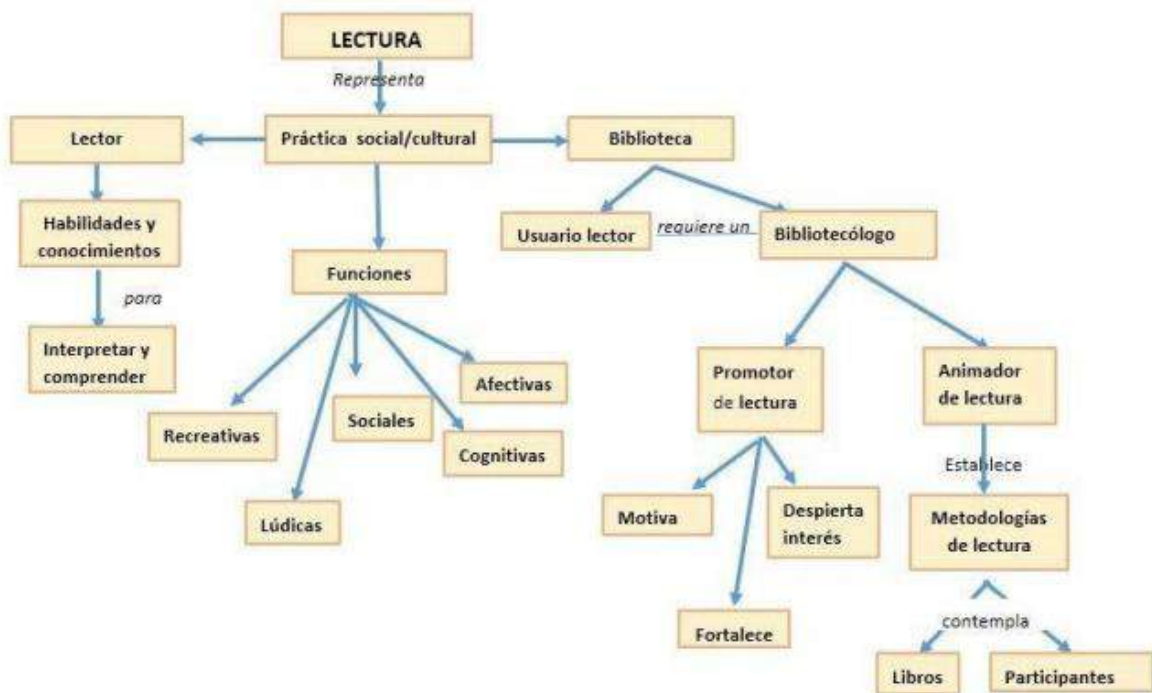 LECTURA
Representa
Lector
Práctica social/cultural
Biblioteca
Habilidades y
conocimientos
Usuario lector
requiere un
Bibliotecólogo
Funciones
para
Interpretar y
comprender
Afectivas
Promotor
de lectura
Animador
de lectura
Recreativas
Sociales
Cognitivas
Establece
Lúdicas
Motiva
Despierta
interés
Metodologías
de lectura
Fortalece
contempla
Libros
Participantes